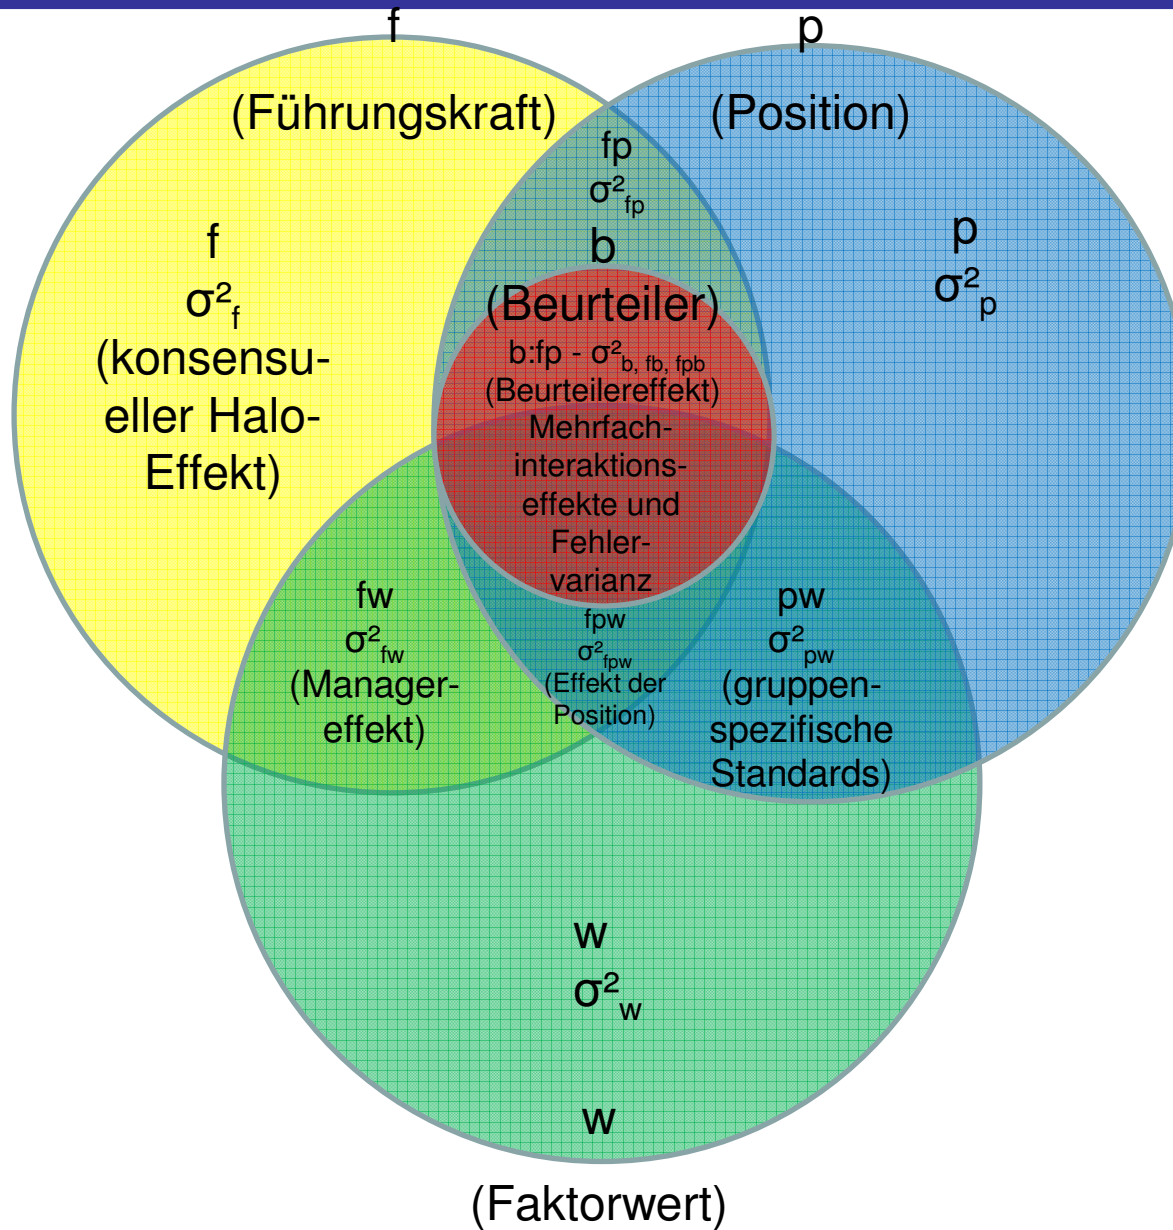 f
p
(Führungskraft)
(Position)
fp
σ²fp
f
σ²f
(konsensu-
eller Halo-
Effekt)
p
σ²p
b
(Beurteiler)
b:fp - σ²b, fb, fpb
(Beurteilereffekt)
Mehrfach-
interaktions-
effekte und
Fehler-
varianz
fw
σ²fw
(Manager-
effekt)
fpw
σ²fpw
(Effekt der
Position)
pw
σ²pw
(gruppen-
spezifische
Standards)
w
σ²w
w
(Faktorwert)